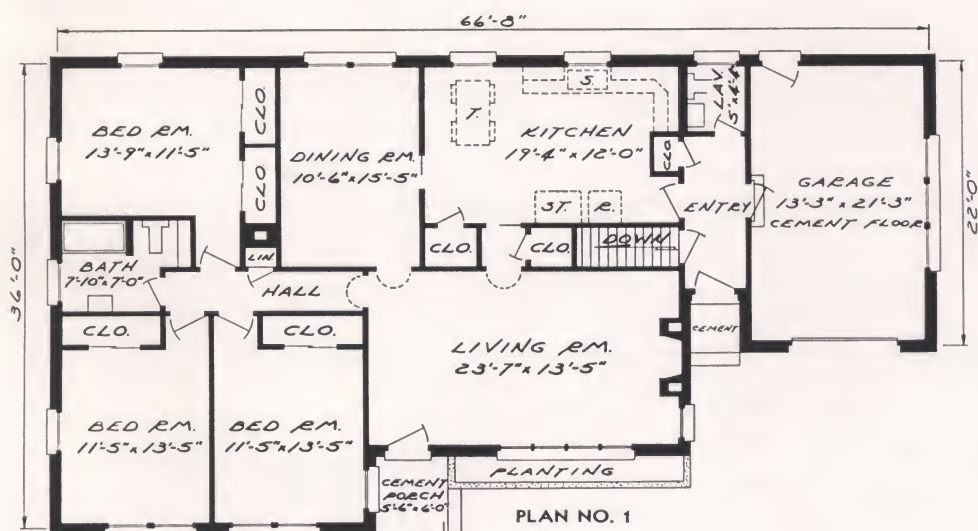 66'-8"
BED RM.
13'-9" x 11'-5"
CLO.
CLO
DINING RM.
10'-6" x 15'-5"
T.
S.
KITCHEN
19'-4" x 12'-0"
CLO.
LAV.
5' x 4'-4"
GARAGE
13'-3" x 21'-3"
CEMENT FLOOR
22'-0"
ENTRY
ST.
R.
CLO.
CLO.
DOWN
LIN.
BATH
7'-10" x 7'-0"
HALL
36'-0"
CLO.
CLO.
LIVING RM.
23'-7" x 13'-5"
CEMENT
BED RM.
11'-5" x 13'-5"
BED RM.
11'-5" x 13'-5"
PLANTING
CEMENT
PORCH
5'-6" x 6'-0"
PLAN NO. 1